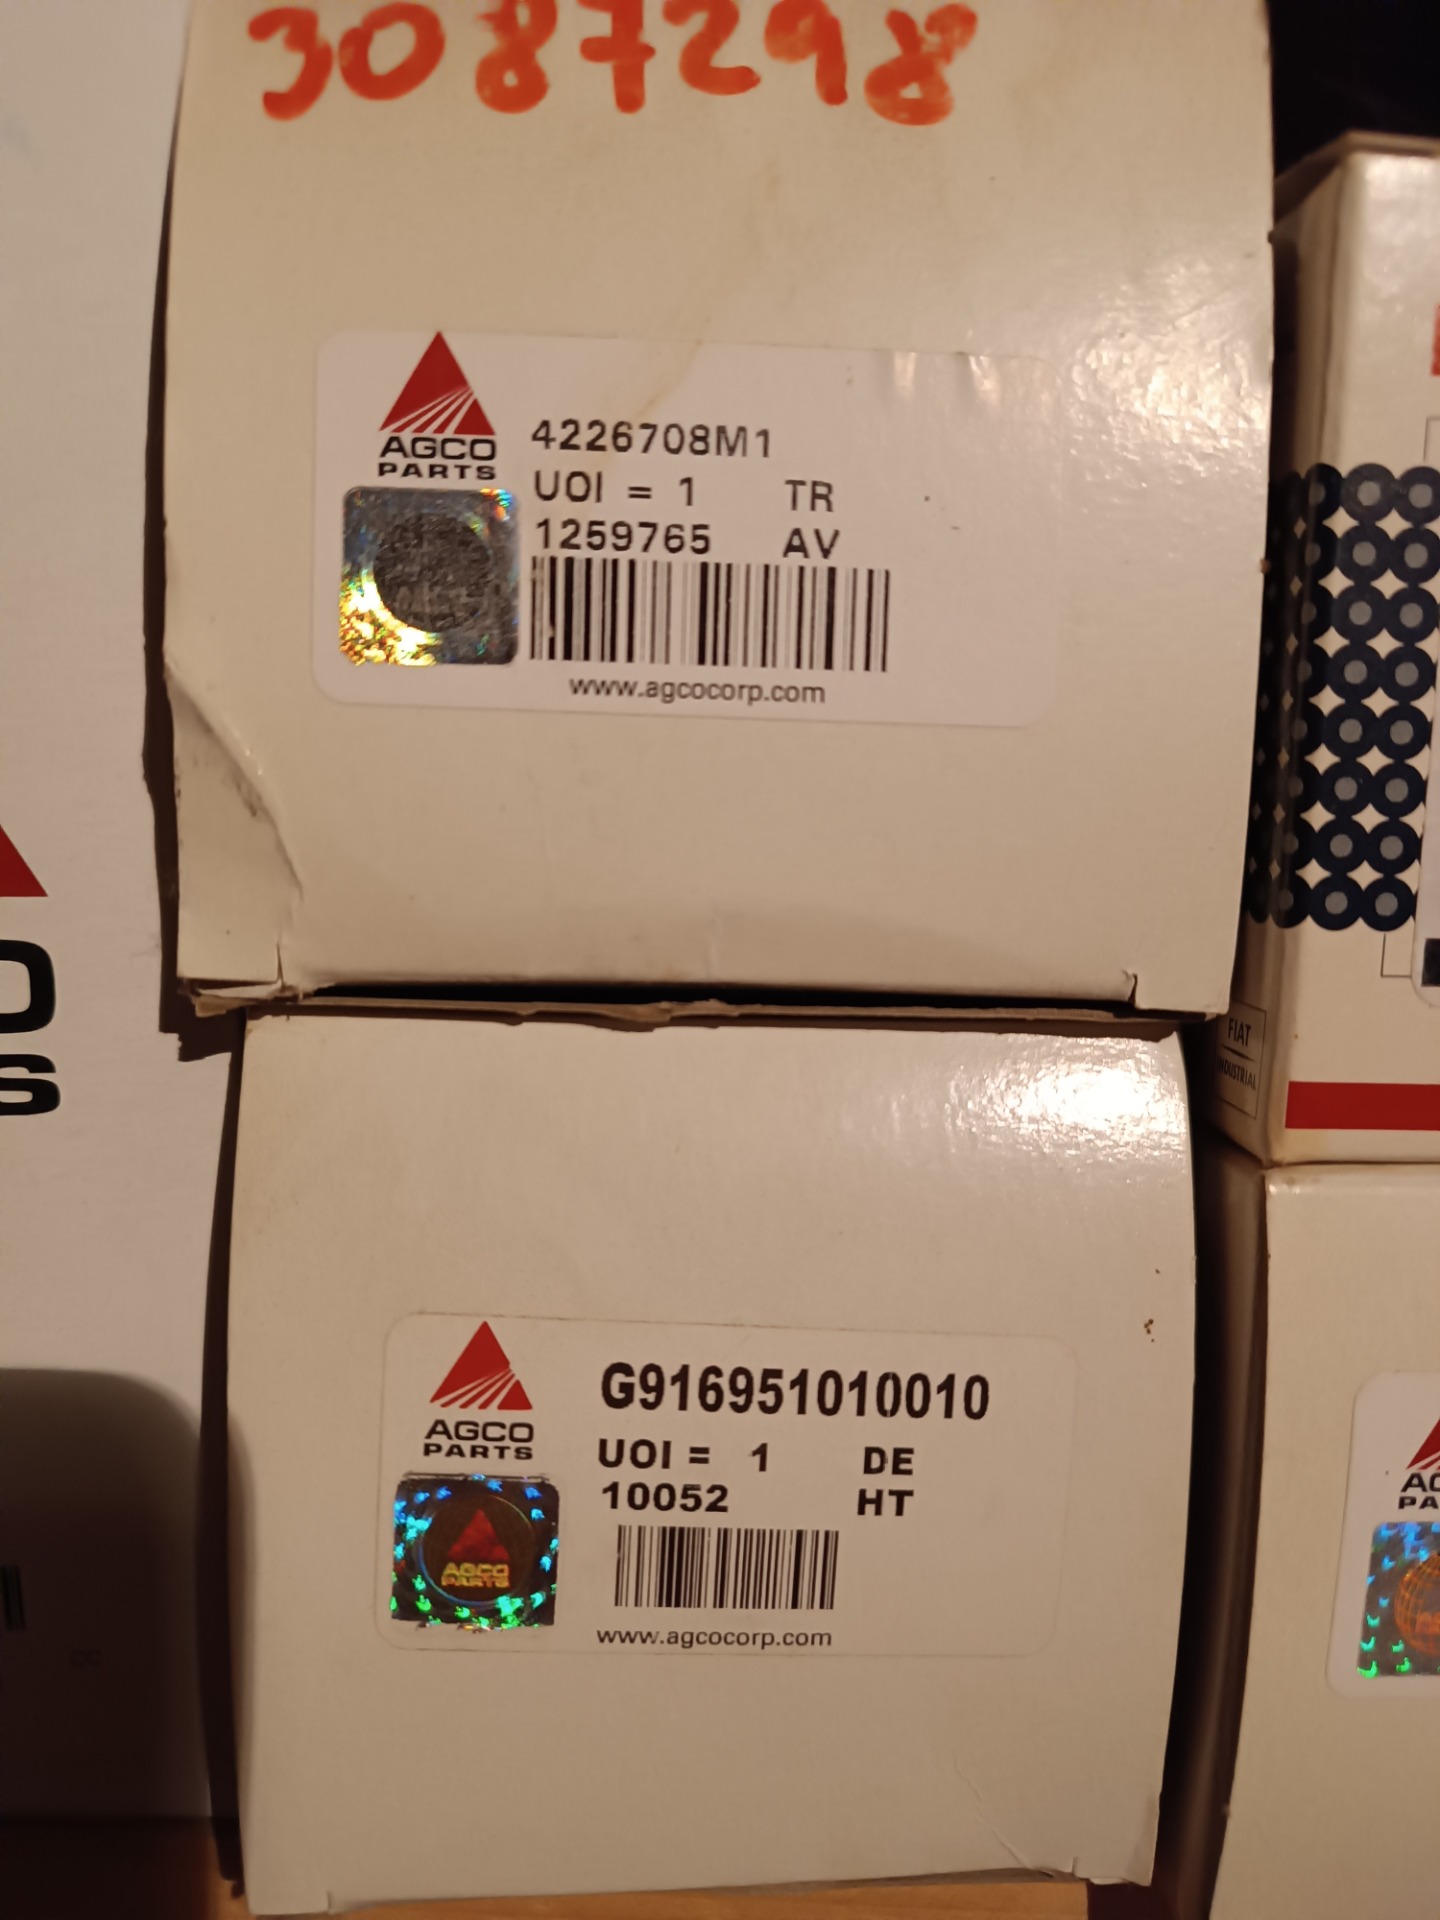 3087298
AGCO
PARTS
4226708M1
UOI = 1 TR
1259765 AV
www.agcocorp.com
FIAT
INDUSTRIAL
AGCO
PARTS
G916951010010
UOI = 1 DE
10052 HT
AGCO
PARTS
www.agcocorp.com